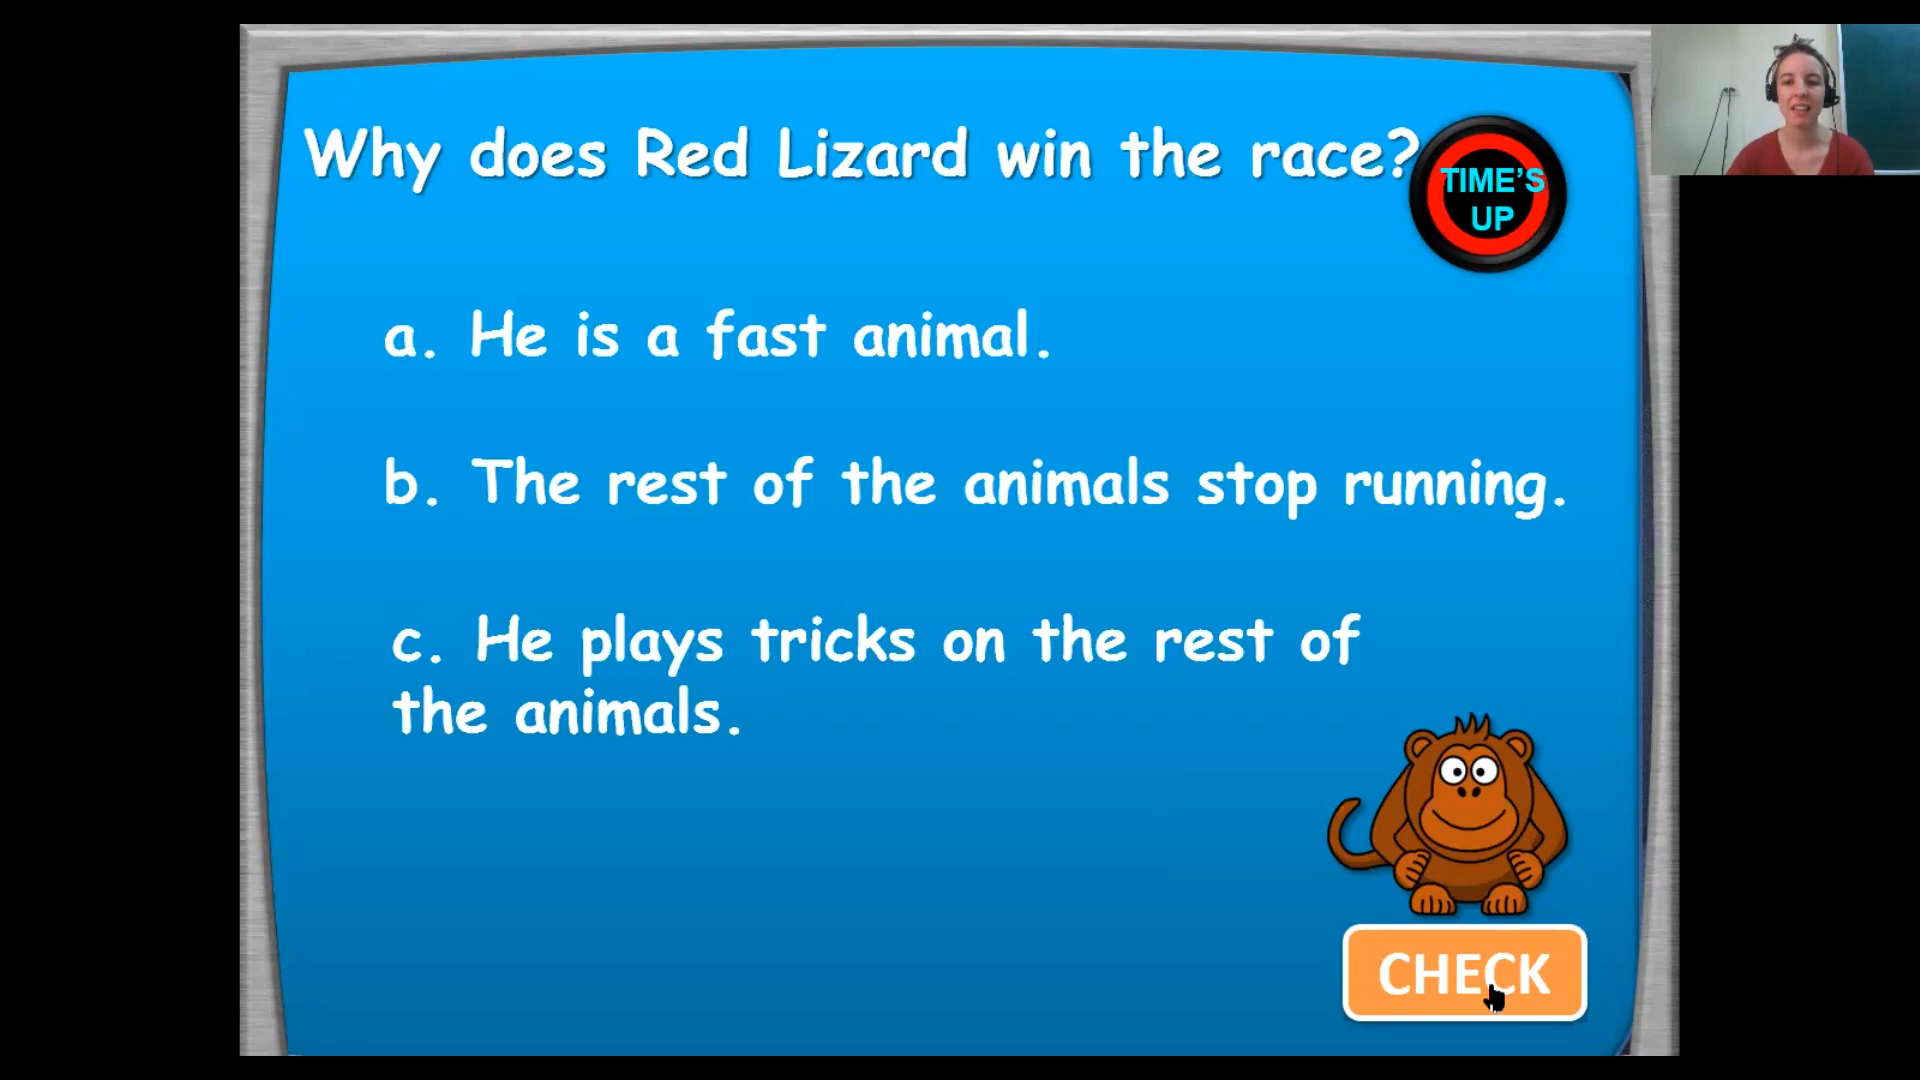 Why does Red Lizard win the race?
TIME'S
UP
a. He is a fast animal.
b. The rest of the animals stop running.
c. He plays tricks on the rest of
the animals.
CHECK